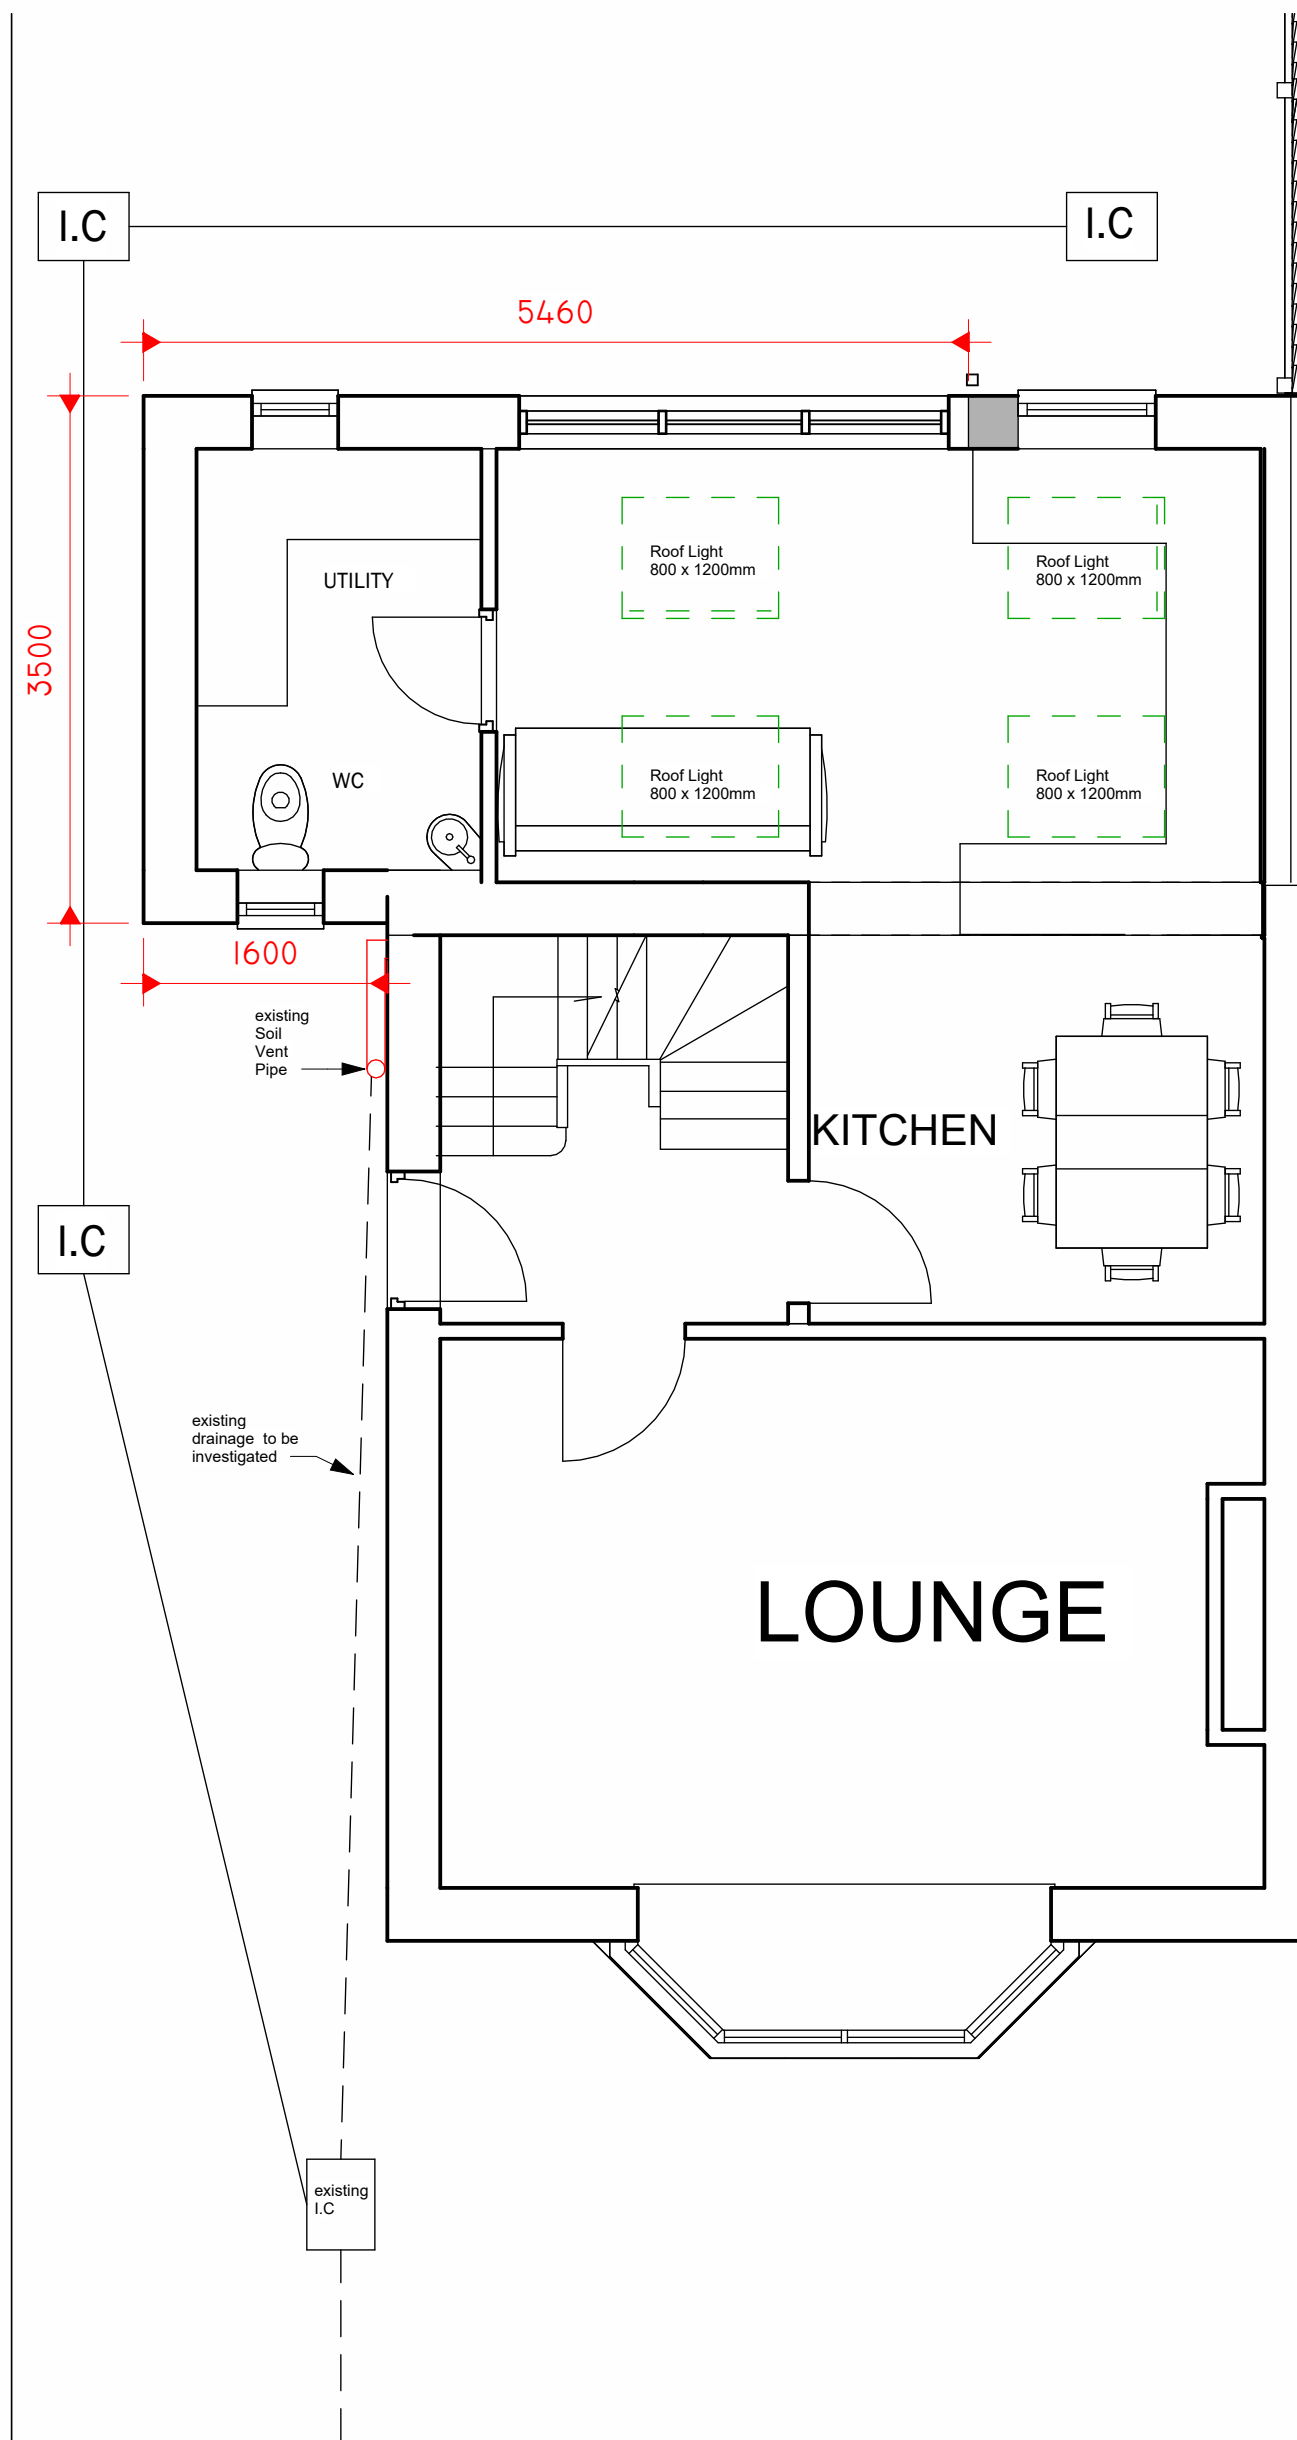 I.C
I.C
5460
Roof Light
800 x 1200mm
Roof Light
800 x 1200mm
UTILITY
3500
WC
Roof Light
800 x 1200mm
Roof Light
800 x 1200mm
1600
existing
Soil
Vent
Pipe
KITCHEN
I.C
existing
drainage to be
investigated
LOUNGE
existing
I.C